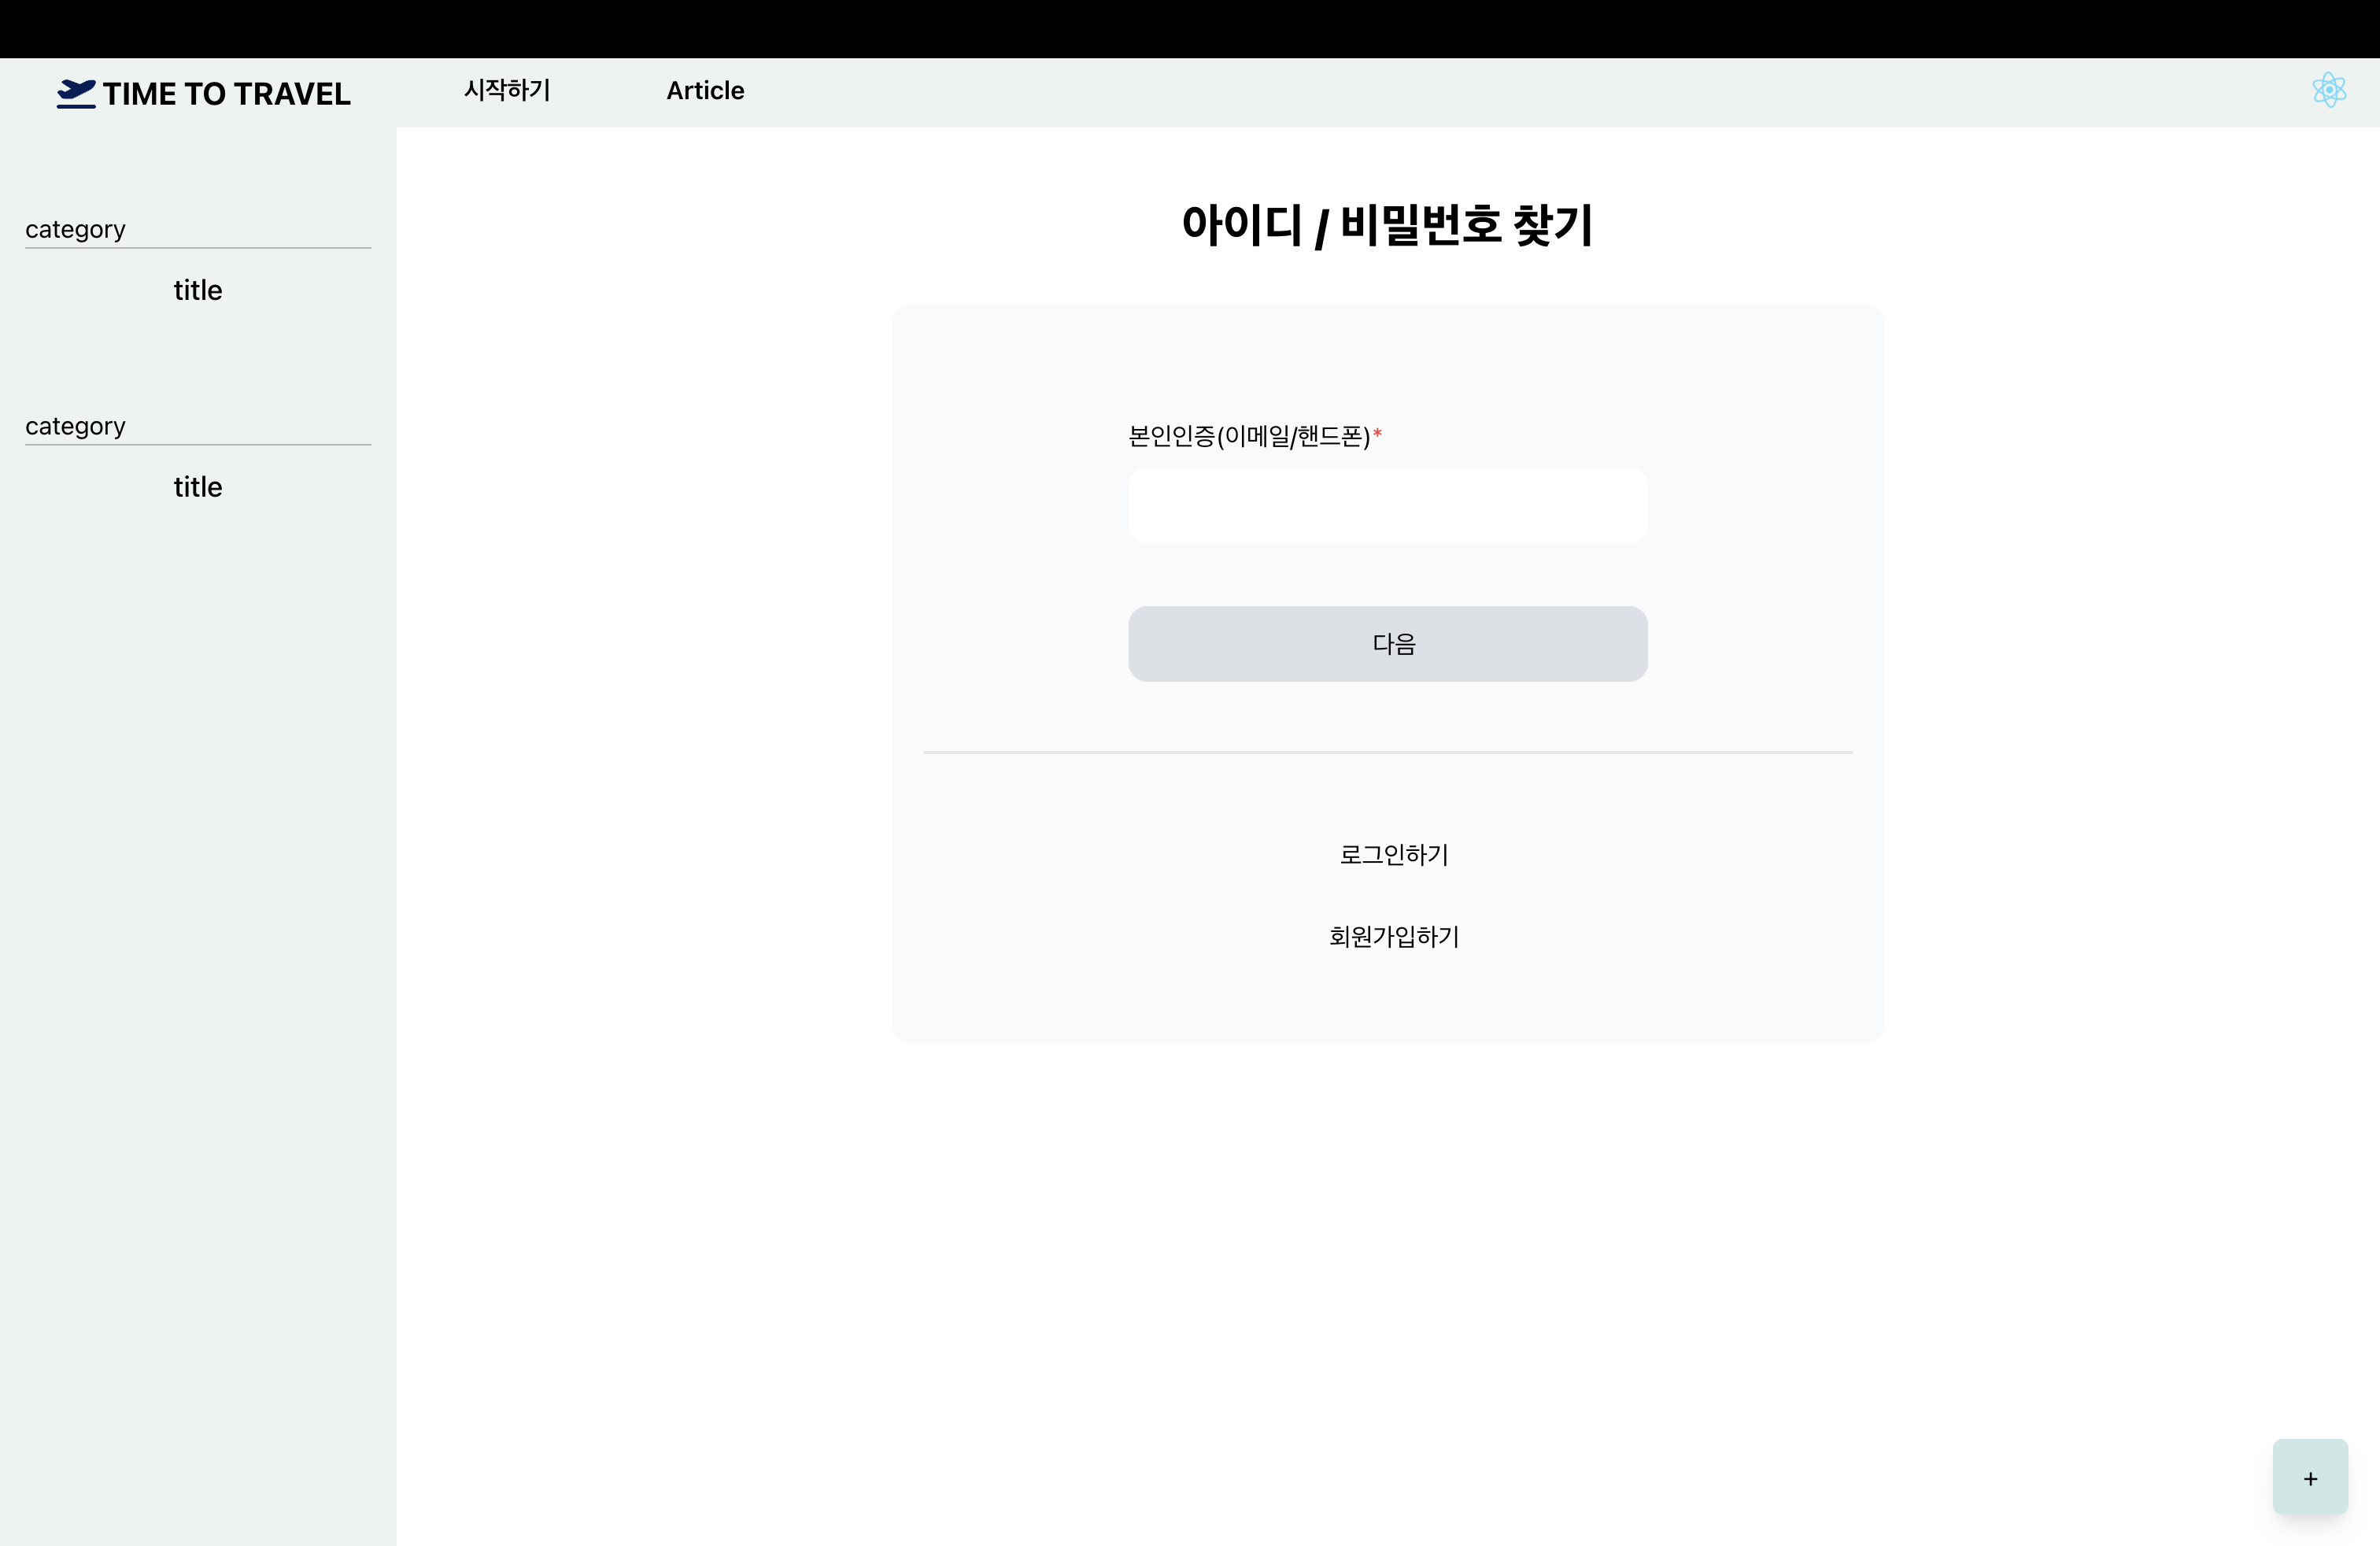 TIME TO TRAVEL
시작하기
Article
category
title
category
title
아이디 / 비밀번호 찾기
본인인증(이메일/핸드폰)*
다음
로그인하기
회원가입하기
+